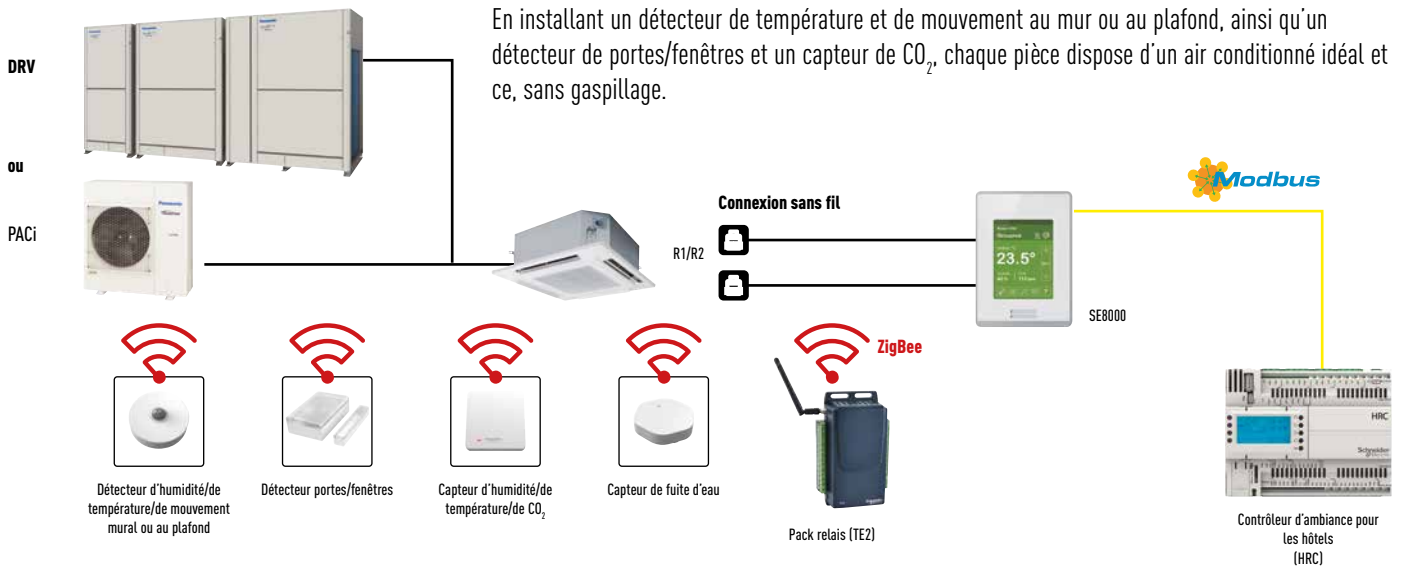 En installant un détecteur de température et de mouvement au mur ou au plafond, ainsi qu'un
détecteur de portes/fenêtres et un capteur de CO₂, chaque pièce dispose d'un air conditionné idéal et
ce, sans gaspillage.
DRV
ou
PACi
Panasonic
R1/R2
Connexion sans fil
23.5°
SE8000
Modbus
ZigBee
HRC
Schneider
Détecteur d'humidité/de
température/de mouvement
mural ou au plafond
Détecteur portes/fenêtres
Capteur d'humidité/de
température/de CO₂
Capteur de fuite d'eau
Pack relais (TE2)
Contrôleur d'ambiance pour
les hôtels
(HRC)